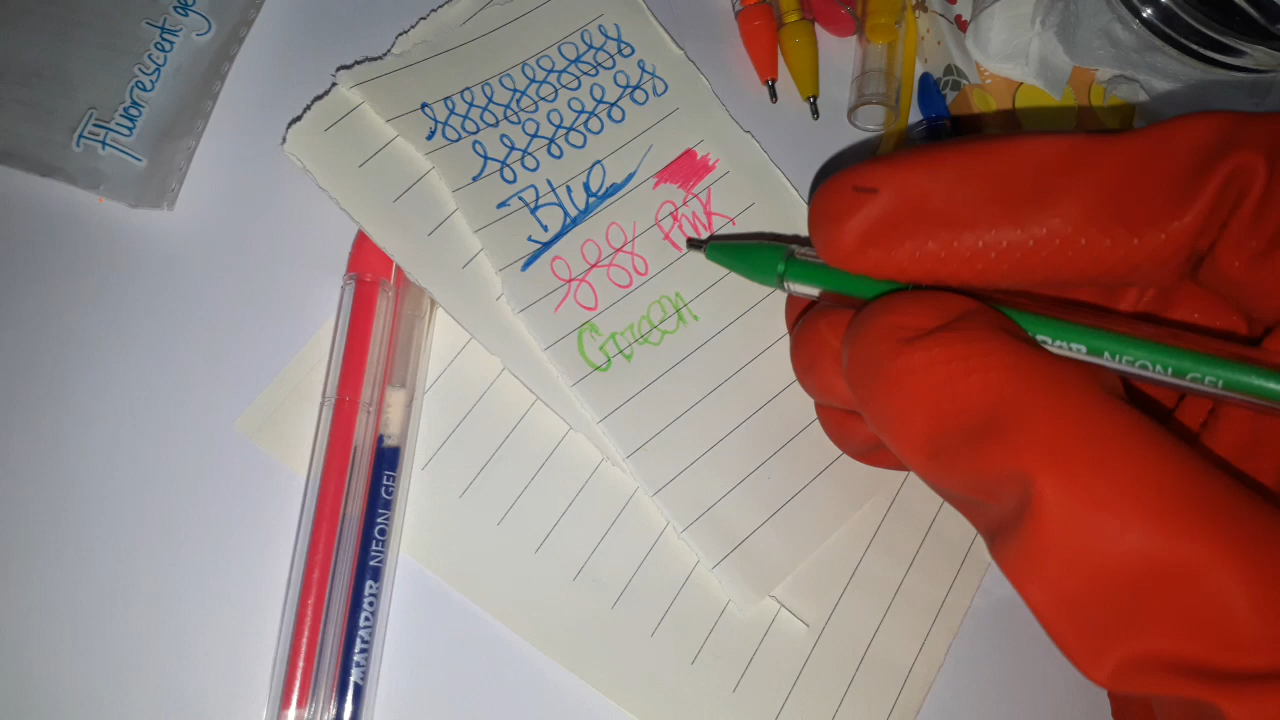 Fluorescent ge
Blue
Pink
Green
NEON GEL
MATADOR NEON GEL